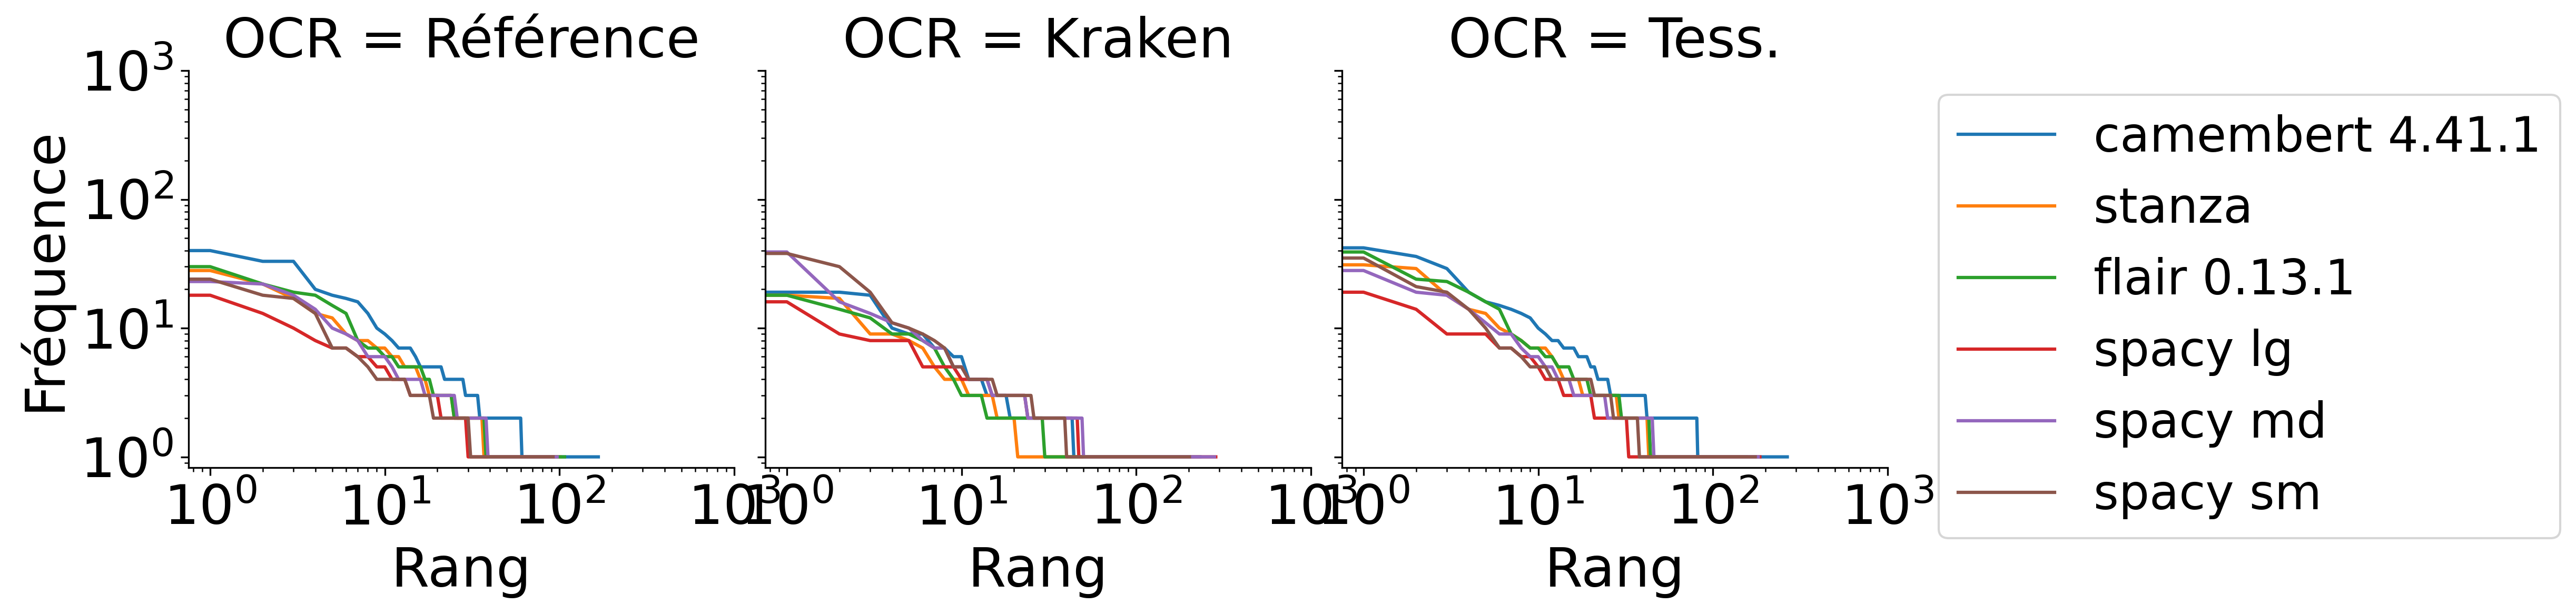 OCR = Référence
OCR = Kraken
OCR = Tess.
Fréquence
10³
10²
10¹
10⁰
10⁰ 10¹ 10² 10³
10⁰ 10¹ 10² 10³
10⁰ 10¹ 10² 10³
Rang
Rang
Rang
camembert 4.41.1
stanza
flair 0.13.1
spacy lg
spacy md
spacy sm